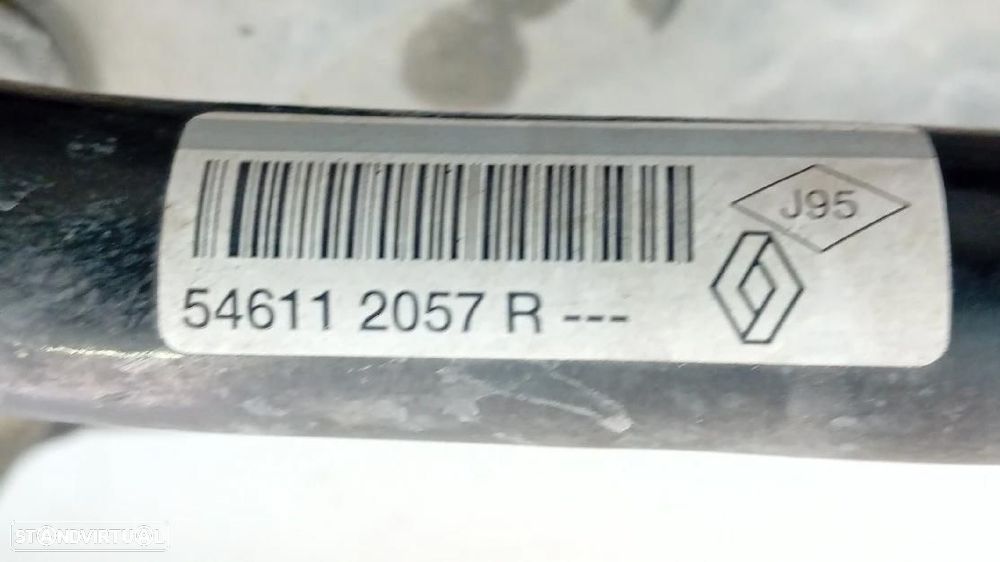 J95
54611 2057 R ---
STANDVIRTUAL